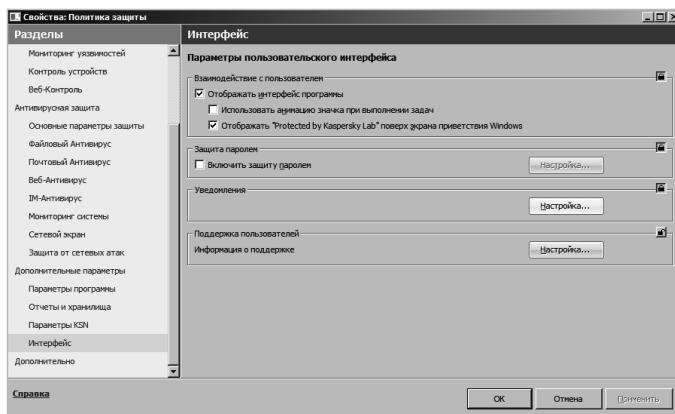 Свойства: Политика защиты
Разделы
Мониторинг уязвимостей
Контроль устройств
Веб-Контроль
Антивирусная защита
Основные параметры защиты
Файловый Антивирус
Почтовый Антивирус
Веб-Антивирус
IM-Антивирус
Мониторинг системы
Сетевой экран
Защита от сетевых атак
Дополнительные параметры
Параметры программы
Отчеты и хранилища
Параметры KSN
Интерфейс
Дополнительно
Интерфейс
Параметры пользовательского интерфейса
Взаимодействие с пользователем
Отображать интерфейс программы
Использовать анимацию значка при выполнении задач
Отображать "Protected by Kaspersky Lab" поверх экрана приветствия Windows
Защита паролем
Включить защиту паролем
Настройка...
Уведомления
Настройка...
Поддержка пользователей
Информация о поддержке
Настройка...
Справка
ОК
Отмена
Применить